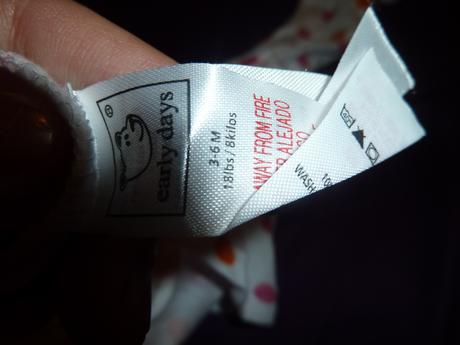 early days
3-6 M
18lbs/8kilos
AWAY FROM FIRE
ALEJADO
WASH